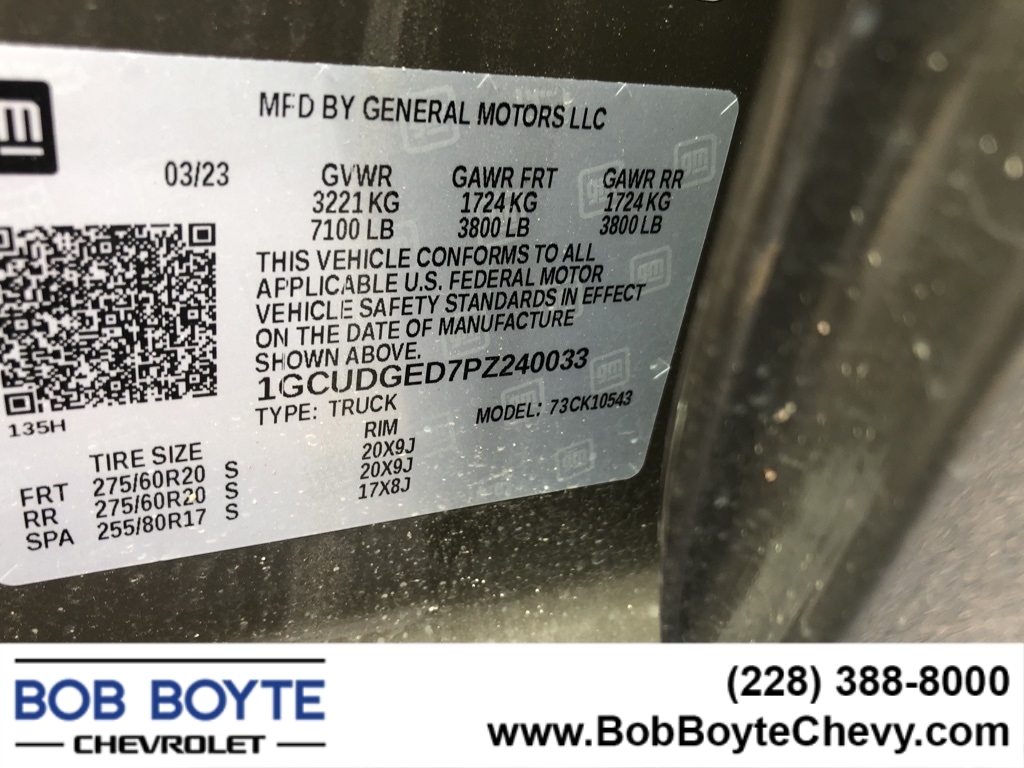 gm
MFD BY GENERAL MOTORS LLC
03/23 GVWR GAWR FRT GAWR RR
3221 KG 1724 KG 1724 KG
7100 LB 3800 LB 3800 LB
THIS VEHICLE CONFORMS TO ALL
APPLICABLE U.S. FEDERAL MOTOR
VEHICLE SAFETY STANDARDS IN EFFECT
ON THE DATE OF MANUFACTURE
SHOWN ABOVE.
1GCUDGED7PZ240033
TYPE: TRUCK MODEL: 73CK10543
135H
TIRE SIZE RIM
FRT 275/60R20 S 20X9J
RR 275/60R20 S 20X9J
SPA 255/80R17 S 17X8J
BOB BOYTE
CHEVROLET
(228) 388-8000
www.BobBoyteChevy.com